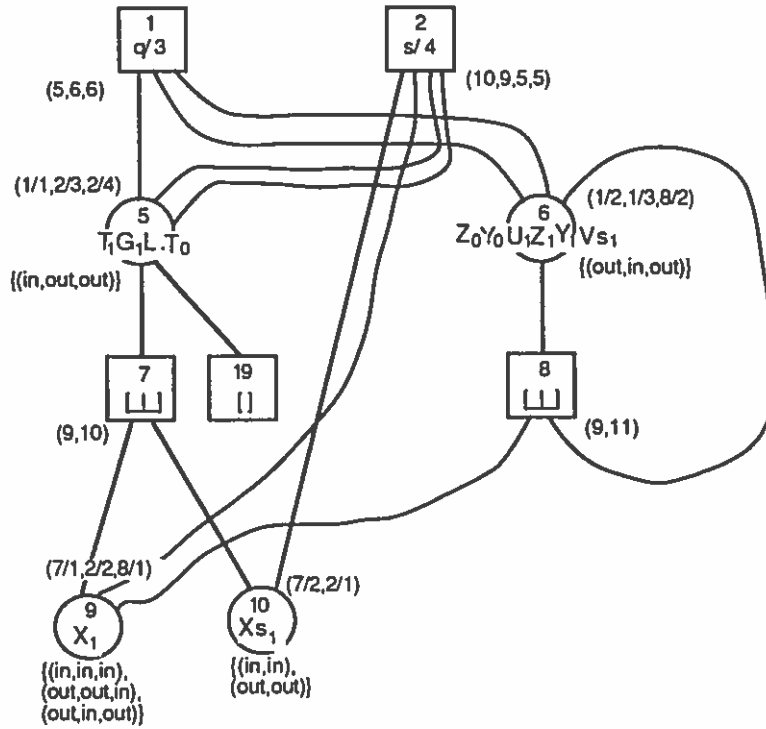 1
q/3
2
s/4
(5,6,6)
(10,9,5,5)
(1/1,2/3,2/4)
5
T₁G₁L.T₀
{(in,out,out)}
6
Z₀Y₀U₁Z₁Y₁Vs₁
(1/2,1/3,8/2)
{(out,in,out)}
7
[|]
(9,10)
19
[]
8
[|]
(9,11)
(7/1,2/2,8/1)
9
X₁
{(in,in,in),
(out,out,in),
(out,in,out)}
(7/2,2/1)
10
Xs₁
{(in,in),
(out,out)}